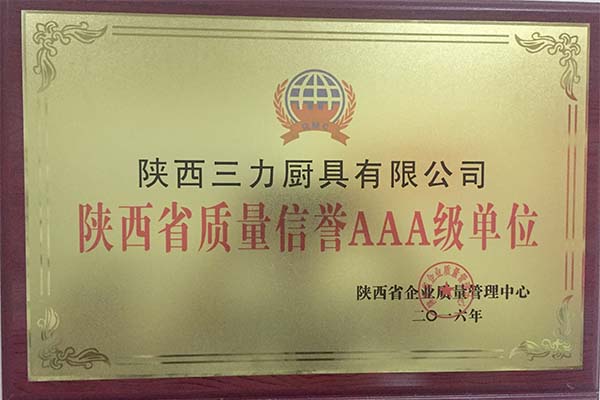 QMC
陕西三力厨具有限公司
陕西省质量信誉AAA级单位
陕西省企业质量管理中心
二〇一六年